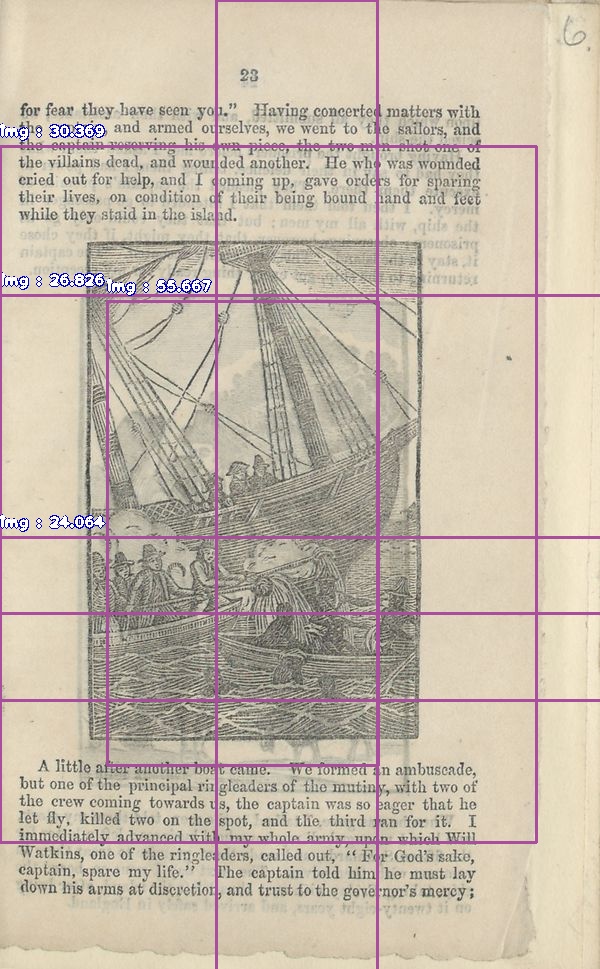 6
23
for fear they have seen you." Having concerted matters with
the captain and armed ourselves, we went to the sailors, and
the captain reserving his own piece, the two men shot one of
the villains dead, and wounded another. He who was wounded
cried out for help, and I coming up, gave orders for sparing
their lives, on condition of their being bound hand and feet
while they staid in the island.
img : 30.369
img : 26.826
img : 55.667
img : 24.064
A little after another boat came. We formed an ambuscade,
but one of the principal ringleaders of the mutiny, with two of
the crew coming towards us, the captain was so eager that he
let fly, killed two on the spot, and the third ran for it. I
immediately advanced with my whole army, upon which Will
Watkins, one of the ringleaders, called out, " For God's sake,
captain, spare my life." The captain told him he must lay
down his arms at discretion, and trust to the governor's mercy;